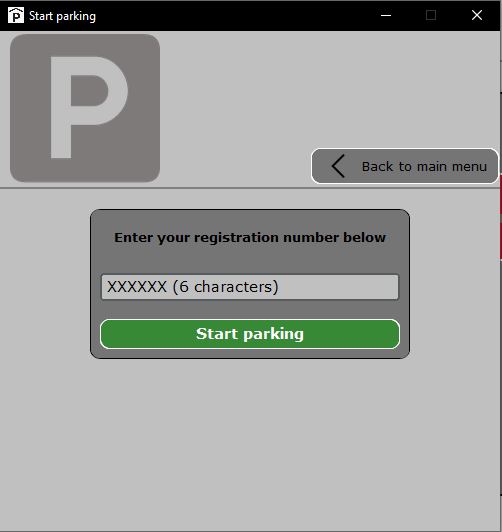 Start parking
P
Back to main menu
Enter your registration number below
XXXXXX (6 characters)
Start parking